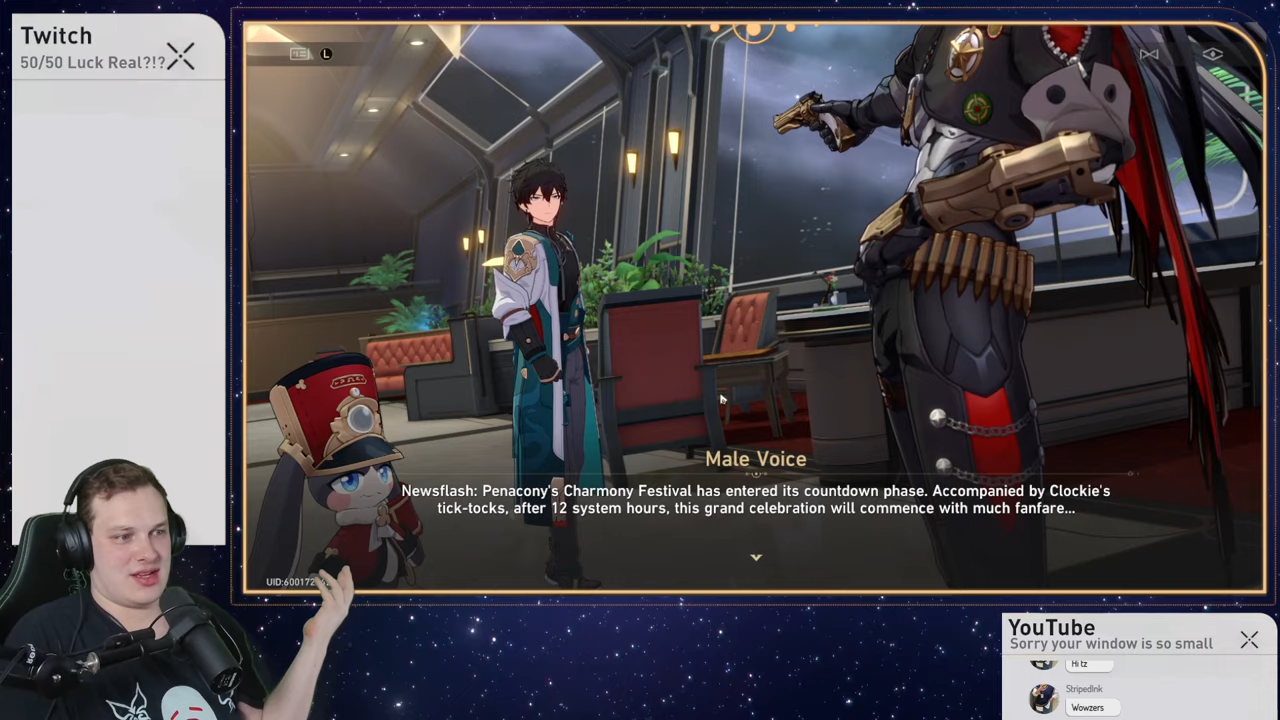 Twitch
50/50 Luck Real?!?
Male Voice
Newsflash: Penacony's Charmony Festival has entered its countdown phase. Accompanied by Clockie's
tick-tocks, after 12 system hours, this grand celebration will commence with much fanfare...
UID:600172
YouTube
Sorry your window is so small
Hi tz
StripedInk
Wowzers